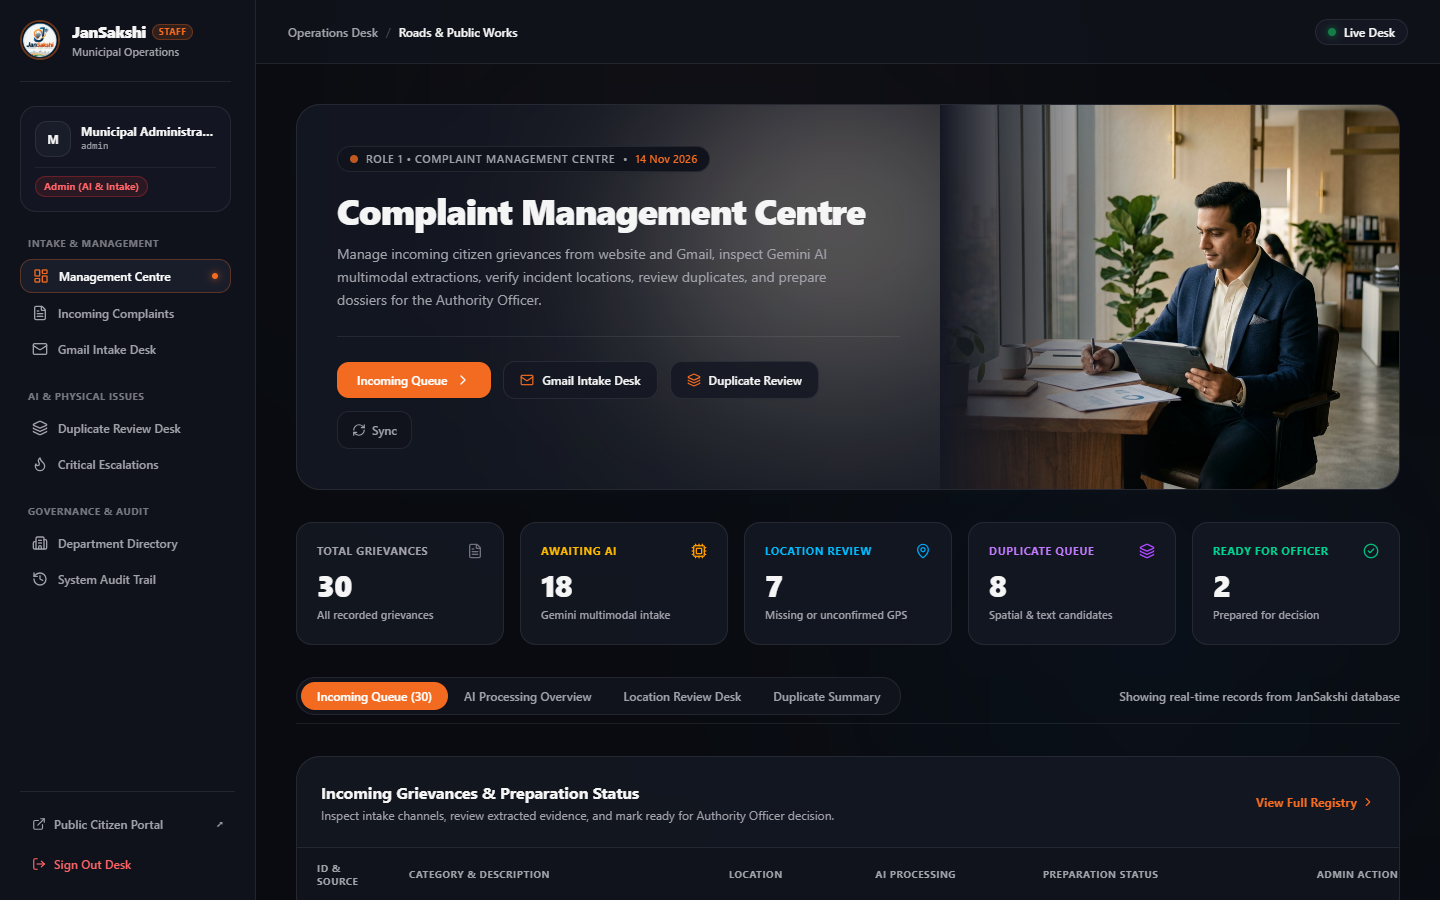 JanSakshi STAFF
Municipal Operations
JanSakshi
M
Municipal Administra...
admin
Admin (AI & Intake)
INTAKE & MANAGEMENT
Management Centre
Incoming Complaints
Gmail Intake Desk
AI & PHYSICAL ISSUES
Duplicate Review Desk
Critical Escalations
GOVERNANCE & AUDIT
Department Directory
System Audit Trail
Public Citizen Portal
Sign Out Desk
Operations Desk / Roads & Public Works
Live Desk
ROLE 1 • COMPLAINT MANAGEMENT CENTRE • 14 Nov 2026
Complaint Management Centre
Manage incoming citizen grievances from website and Gmail, inspect Gemini AI
multimodal extractions, verify incident locations, review duplicates, and prepare
dossiers for the Authority Officer.
Incoming Queue
Gmail Intake Desk
Duplicate Review
Sync
TOTAL GRIEVANCES
30
All recorded grievances
AWAITING AI
18
Gemini multimodal intake
LOCATION REVIEW
7
Missing or unconfirmed GPS
DUPLICATE QUEUE
8
Spatial & text candidates
READY FOR OFFICER
2
Prepared for decision
Incoming Queue (30)
AI Processing Overview
Location Review Desk
Duplicate Summary
Showing real-time records from JanSakshi database
Incoming Grievances & Preparation Status
Inspect intake channels, review extracted evidence, and mark ready for Authority Officer decision.
View Full Registry
ID &
SOURCE
CATEGORY & DESCRIPTION
LOCATION
AI PROCESSING
PREPARATION STATUS
ADMIN ACTION